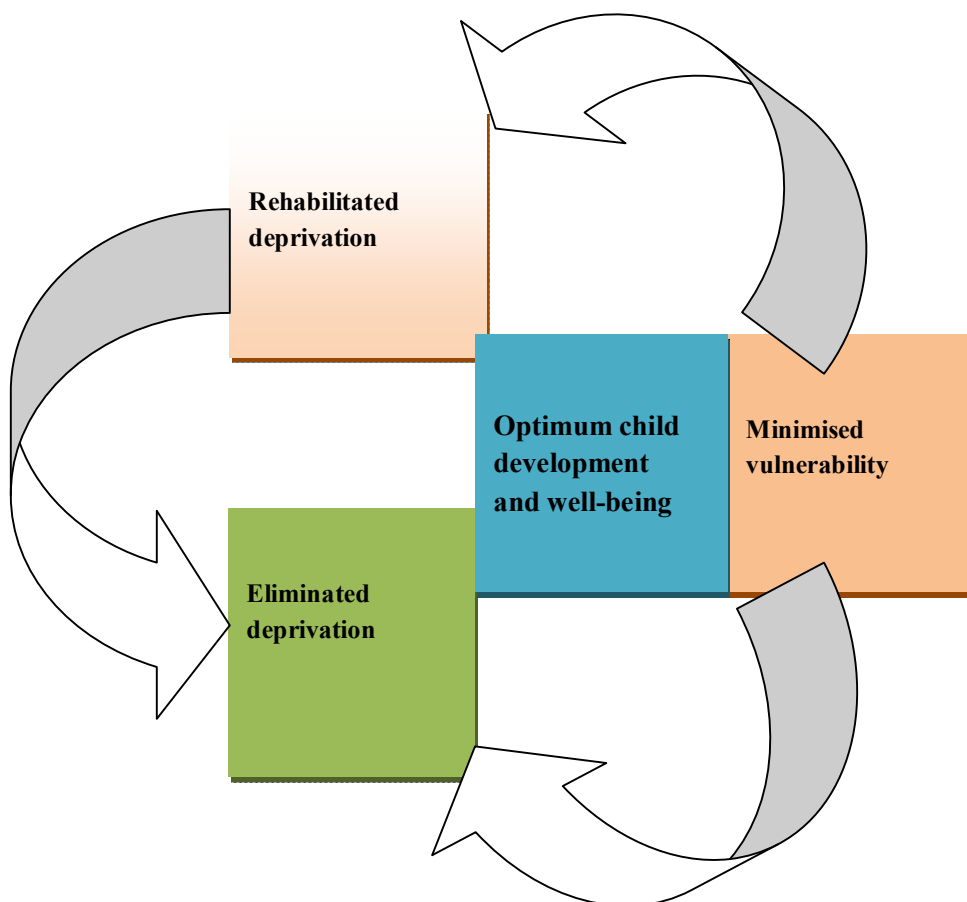 Rehabilitated
deprivation
Optimum child
development
and well-being
Minimised
vulnerability
Eliminated
deprivation